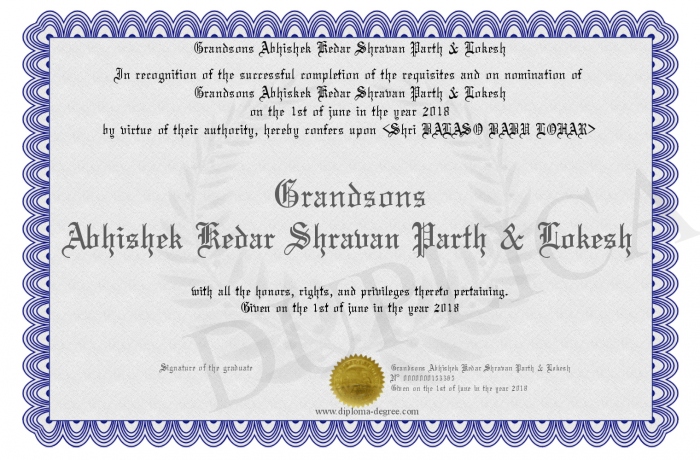 Grandsons Abhishek Kedar Shravan Parth & Lokesh
In recognition of the successful completion of the requisites and on nomination of
Grandsons Abhiskek Kedar Shravan Parth & Lokesh
on the 1st of june in the year 2018
by virtue of their authority, hereby confers upon <Shri BALASO BABU LOHAR>
Grandsons
Abhishek Kedar Shravan Parth & Lokesh
with all the honors, rights, and privileges thereto pertaining.
Given on the 1st of june in the year 2018
Signature of the graduate
Grandsons Abhishek Kedar Shravan Parth & Lokesh
Nº 0000000153393
Given on the 1st of june in the year 2018
www.diploma-degree.com